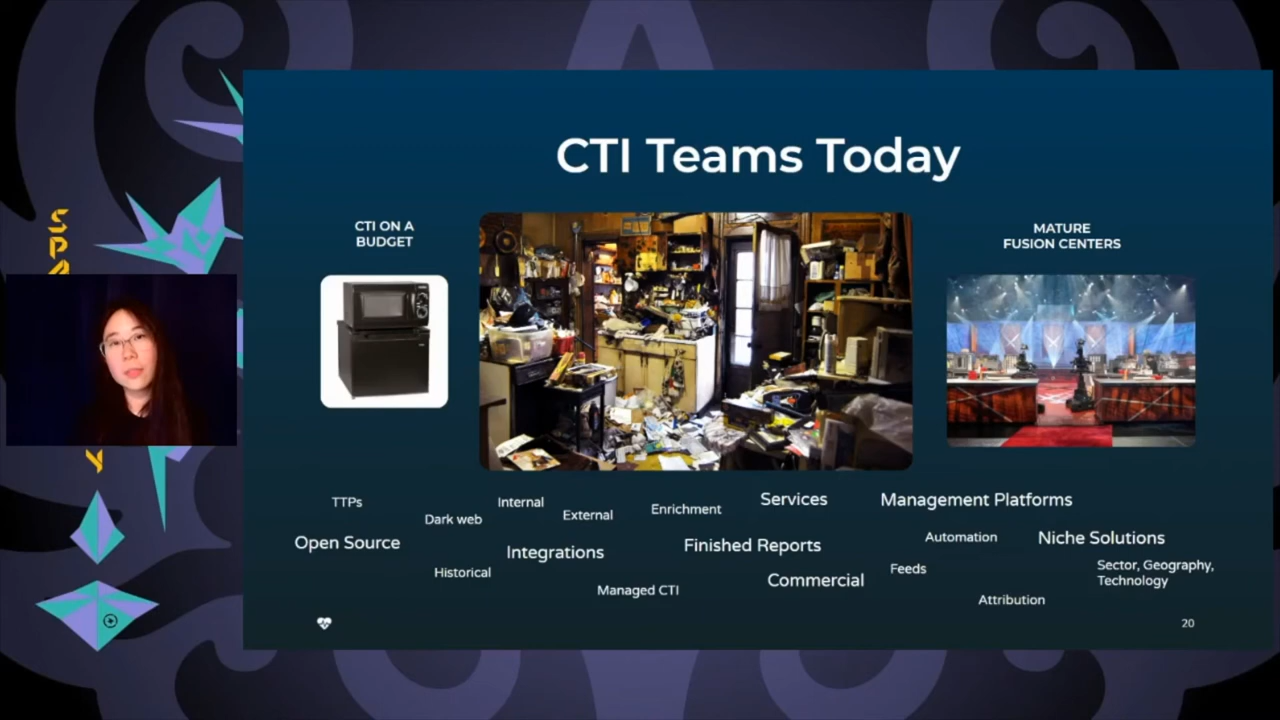 CTI Teams Today
CTI ON A
BUDGET
MATURE
FUSION CENTERS
TTPs
Internal
Dark web
External
Enrichment
Services
Management Platforms
Open Source
Integrations
Finished Reports
Automation
Niche Solutions
Historical
Managed CTI
Commercial
Feeds
Sector, Geography,
Technology
Attribution
20